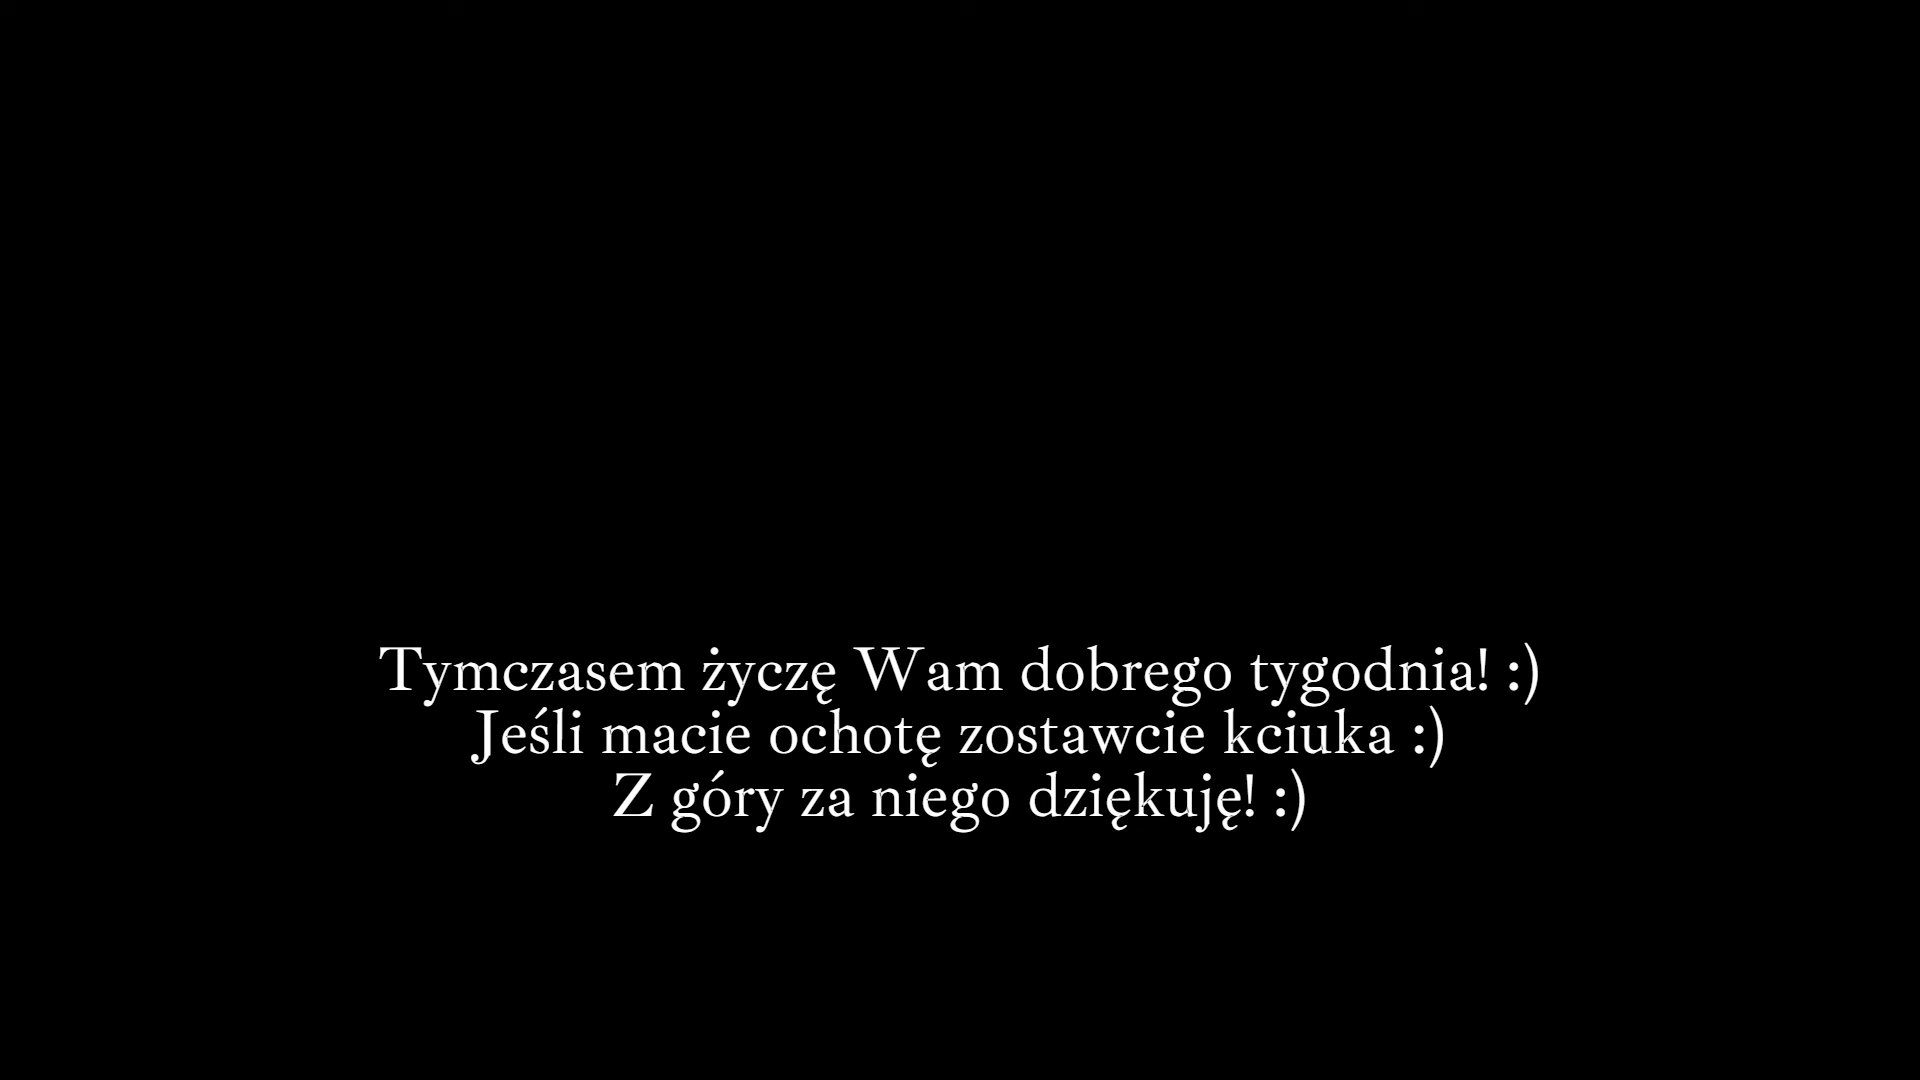 Tymczasem życzę Wam dobrego tygodnia! :)
Jeśli macie ochotę zostawcie kciuka :)
Z góry za niego dziękuję! :)